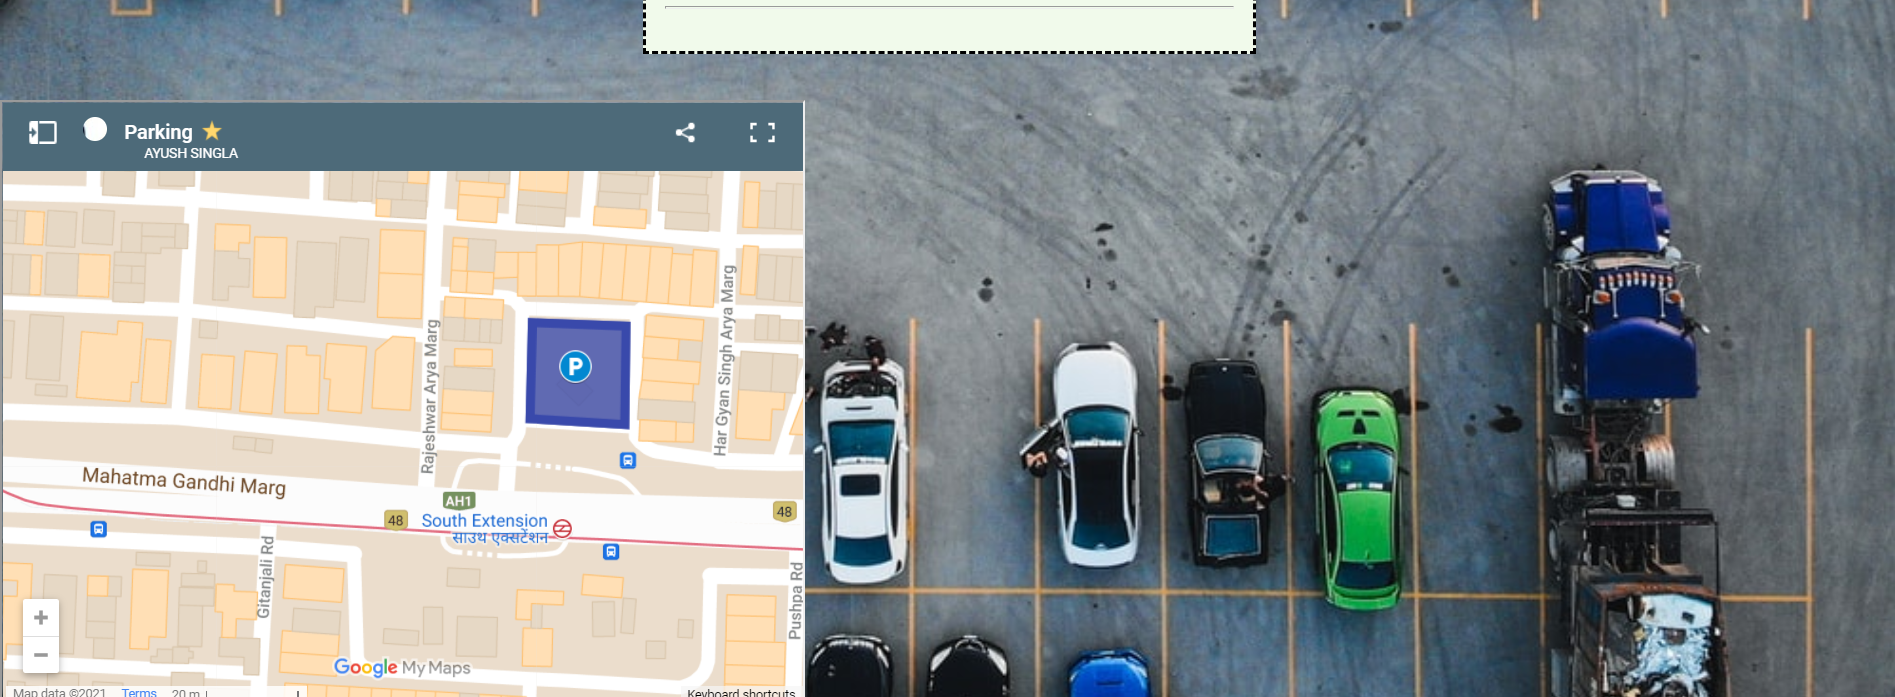 Parking
AYUSH SINGLA
Rajeshwar Arya Marg
Har Gyan Singh Arya Marg
P
Mahatma Gandhi Marg
AH1
48
48
South Extension
साउथ एक्सटेंशन
Gitanjali Rd
Pushpa Rd
+
−
Google My Maps
Map data ©2021 Terms 20 m
Keyboard shortcuts